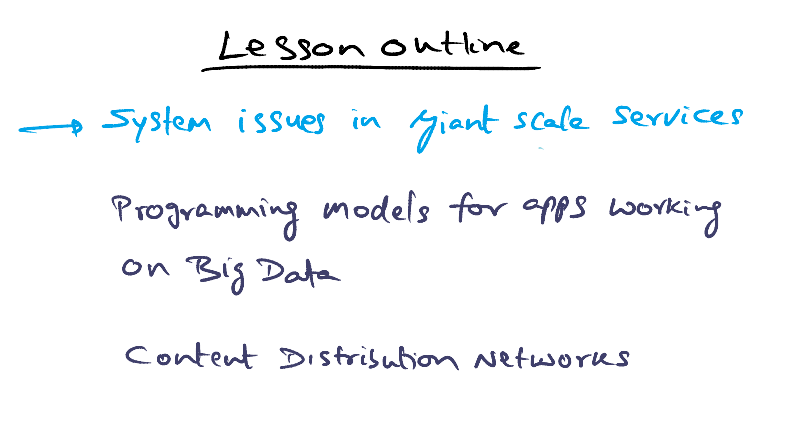 Lesson outline
→ System issues in giant scale services
Programming models for apps working
on Big Data
Content Distribution Networks